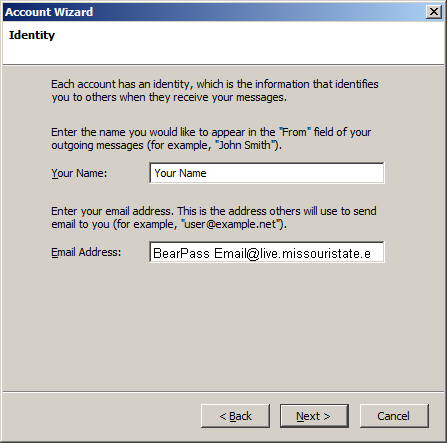 Account Wizard
Identity
Each account has an identity, which is the information that identifies
you to others when they receive your messages.
Enter the name you would like to appear in the "From" field of your
outgoing messages (for example, "John Smith").
Your Name: Your Name
Enter your email address. This is the address others will use to send
email to you (for example, "user@example.net").
Email Address: BearPass Email@live.missouristate.e
< Back Next > Cancel